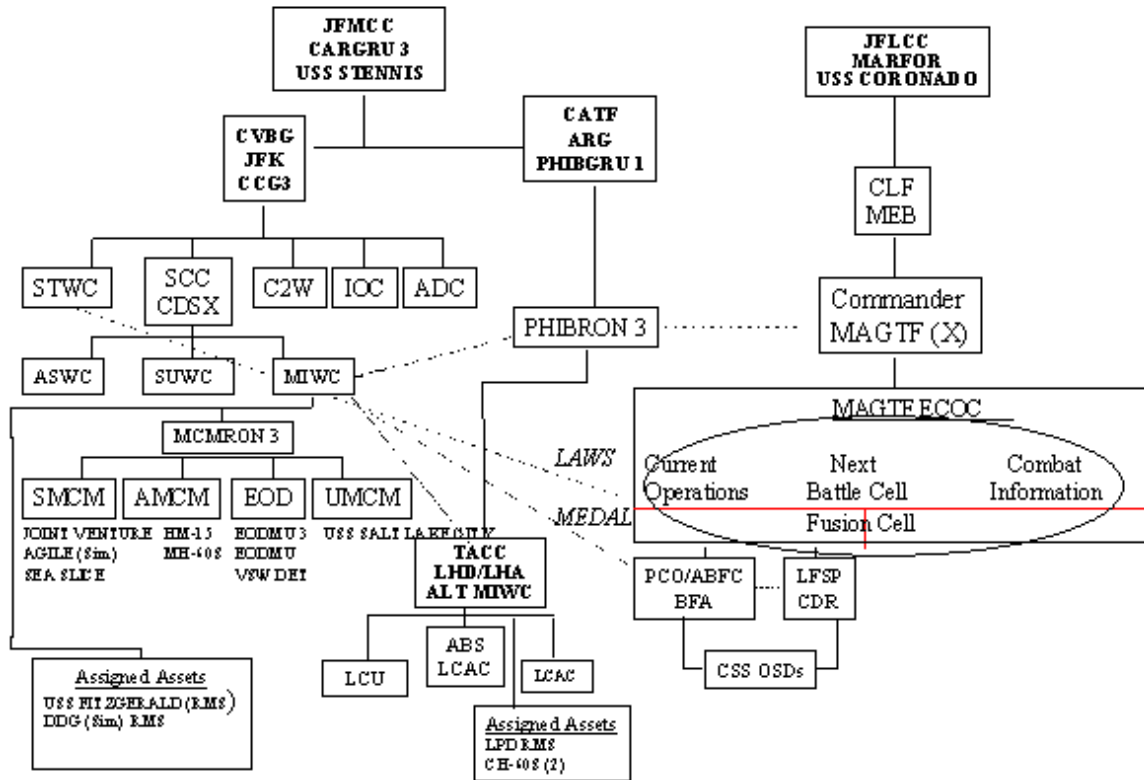 JFMCC
CARGRU 3
USS STENNIS
JFLCC
MARFOR
USS CORONADO
CVBG
JFK
CCG3
CATF
ARG
PHIBGRU 1
CLF
MEB
STWC
SCC
CDSX
C2W
IOC
ADC
PHIBRON 3
Commander
MAGTF (X)
ASWC
SUWC
MIWC
MAGTF ECOC
MCMRON 3
LAWS
Current
Operations
Next
Battle Cell
Combat
Information
SMCM
AMCM
EOD
UMCM
MEDAL
Fusion Cell
JOINT VENTURE
AGILE (Sim)
SEA SLICE
HM-15
MH-60S
EODMU 3
EODMU
VSW DET
USS SALT LAKE CITY
TACC
LHD/LHA
ALT MIWC
PCO/ABFC
BFA
LFSP
CDR
LCU
ABS
LCAC
LCAC
CSS OSDs
Assigned Assets
USS FITZGERALD (RMS)
DDG (Sim) RMS
Assigned Assets
LPD RMS
CH-60S (2)